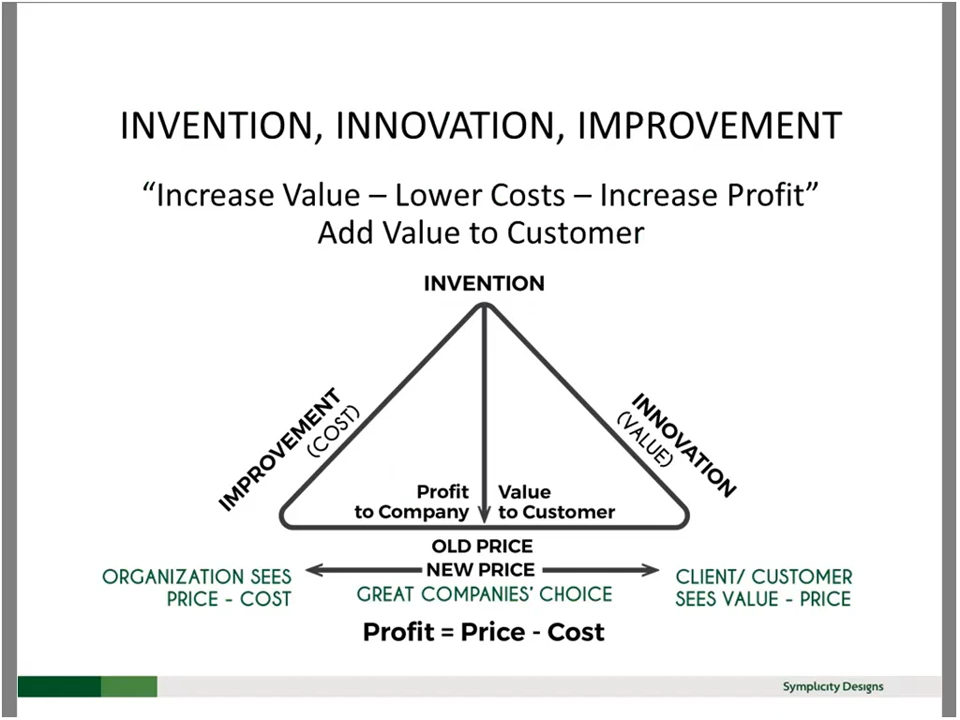 INVENTION, INNOVATION, IMPROVEMENT
“Increase Value – Lower Costs – Increase Profit”
Add Value to Customer
INVENTION
IMPROVEMENT
(COST)
INNOVATION
(VALUE)
Profit
to Company
Value
to Customer
OLD PRICE
NEW PRICE
GREAT COMPANIES’ CHOICE
ORGANIZATION SEES
PRICE - COST
CLIENT/ CUSTOMER
SEES VALUE - PRICE
Profit = Price - Cost
Symplicity Designs